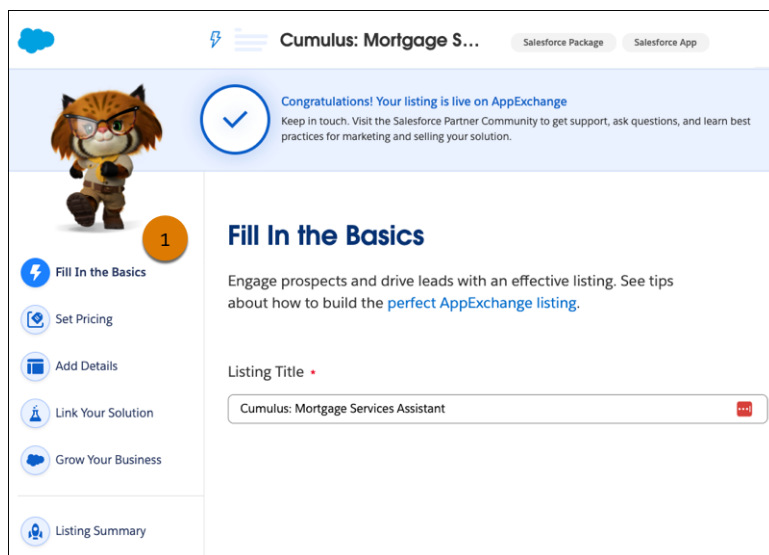 Cumulus: Mortgage S...
Salesforce Package
Salesforce App
Congratulations! Your listing is live on AppExchange
Keep in touch. Visit the Salesforce Partner Community to get support, ask questions, and learn best
practices for marketing and selling your solution.
1
Fill In the Basics
Set Pricing
Add Details
Link Your Solution
Grow Your Business
Listing Summary
Fill In the Basics
Engage prospects and drive leads with an effective listing. See tips
about how to build the perfect AppExchange listing.
Listing Title *
Cumulus: Mortgage Services Assistant